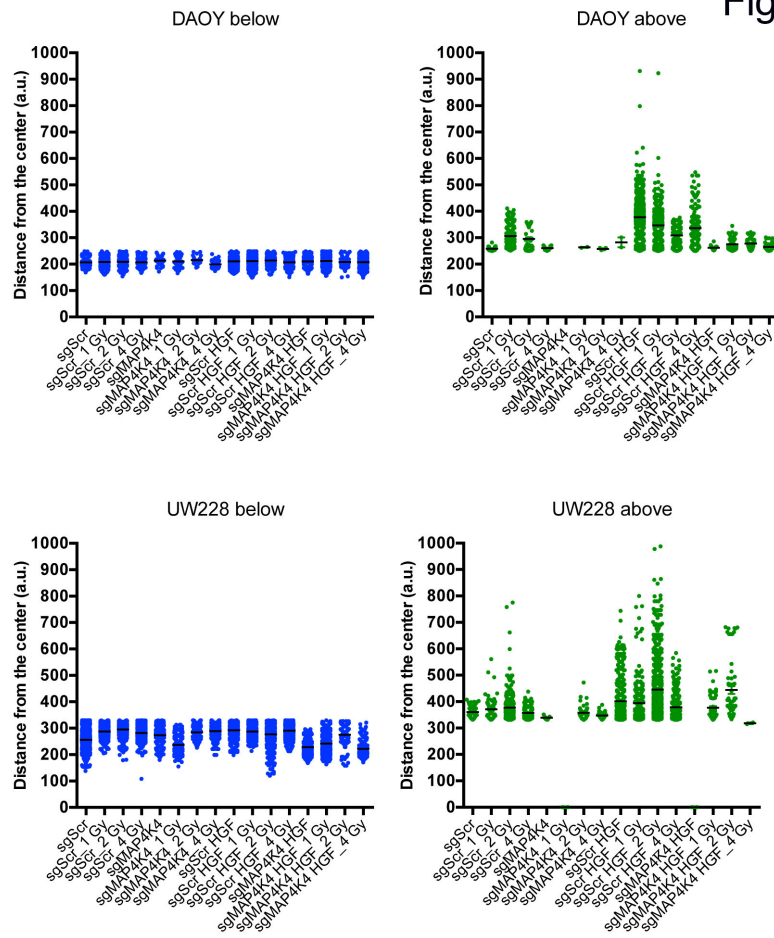 Fig
DAOY below
Distance from the center (a.u.)
1000
900
800
700
600
500
400
300
200
100
0
sgScr
sgScr_1 Gy
sgScr_2 Gy
sgScr_4 Gy
sgMAP4K4
sgMAP4K4_1 Gy
sgMAP4K4_2 Gy
sgMAP4K4_4 Gy
sgScr HGF
sgScr HGF_1 Gy
sgScr HGF_2 Gy
sgScr HGF_4 Gy
sgMAP4K4 HGF
sgMAP4K4 HGF_1 Gy
sgMAP4K4 HGF_2 Gy
sgMAP4K4 HGF_4 Gy
DAOY above
Distance from the center (a.u.)
1000
900
800
700
600
500
400
300
200
100
0
sgScr
sgScr_1 Gy
sgScr_2 Gy
sgScr_4 Gy
sgMAP4K4
sgMAP4K4_1 Gy
sgMAP4K4_2 Gy
sgMAP4K4_4 Gy
sgScr HGF
sgScr HGF_1 Gy
sgScr HGF_2 Gy
sgScr HGF_4 Gy
sgMAP4K4 HGF
sgMAP4K4 HGF_1 Gy
sgMAP4K4 HGF_2 Gy
sgMAP4K4 HGF_4 Gy
UW228 below
Distance from the center (a.u.)
1000
900
800
700
600
500
400
300
200
100
0
sgScr
sgScr_1 Gy
sgScr_2 Gy
sgScr_4 Gy
sgMAP4K4
sgMAP4K4_1 Gy
sgMAP4K4_2 Gy
sgMAP4K4_4 Gy
sgScr HGF
sgScr HGF_1 Gy
sgScr HGF_2 Gy
sgScr HGF_4 Gy
sgMAP4K4 HGF
sgMAP4K4 HGF_1 Gy
sgMAP4K4 HGF_2 Gy
sgMAP4K4 HGF_4 Gy
UW228 above
Distance from the center (a.u.)
1000
900
800
700
600
500
400
300
200
100
0
sgScr
sgScr_1 Gy
sgScr_2 Gy
sgScr_4 Gy
sgMAP4K4
sgMAP4K4_1 Gy
sgMAP4K4_2 Gy
sgMAP4K4_4 Gy
sgScr HGF
sgScr HGF_1 Gy
sgScr HGF_2 Gy
sgScr HGF_4 Gy
sgMAP4K4 HGF
sgMAP4K4 HGF_1 Gy
sgMAP4K4 HGF_2 Gy
sgMAP4K4 HGF_4 Gy